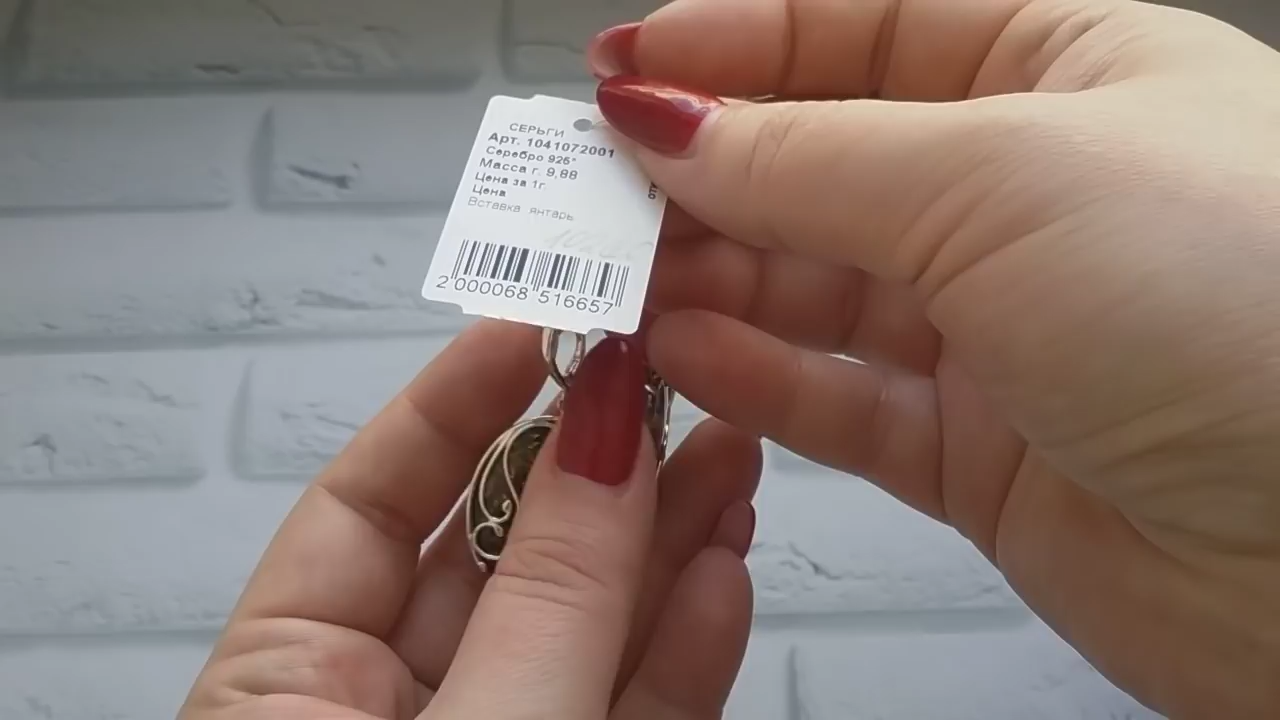 СЕРЬГИ
Арт. 1041072001
Серебро 925*
Масса г. 9,88
Цена за 1г.
Цена
Вставка янтарь
2 000068 516657